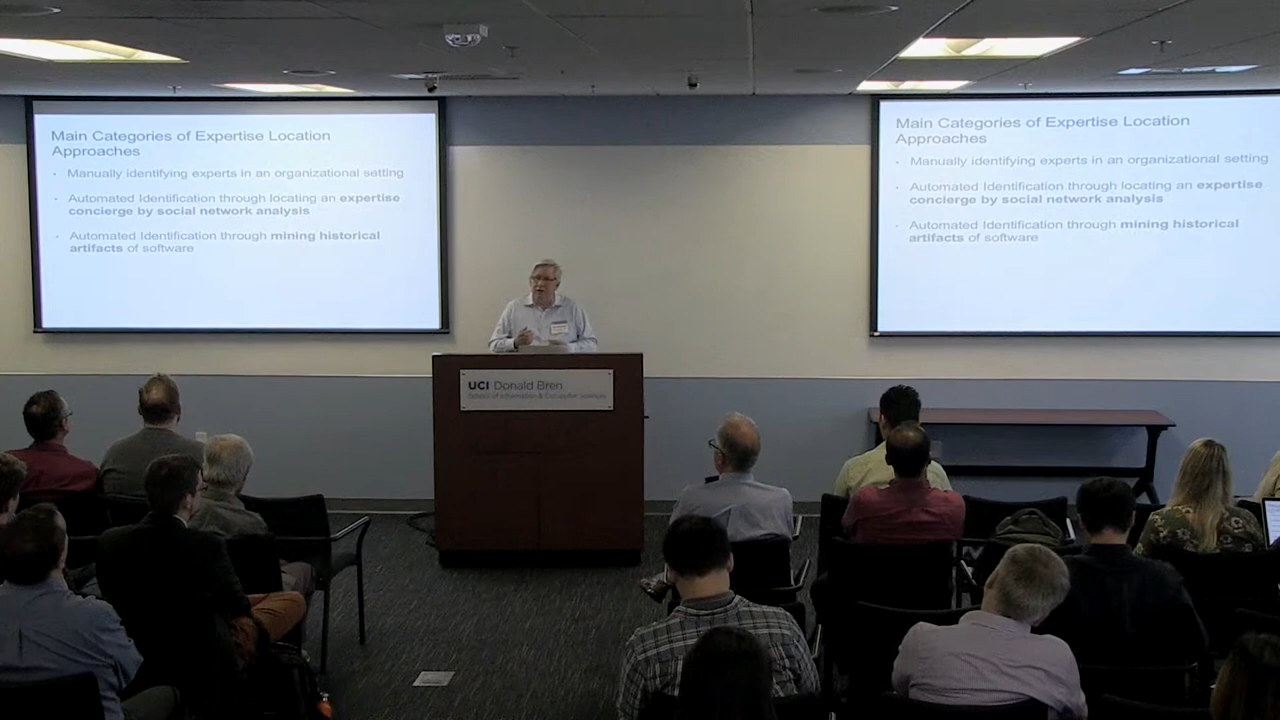 Main Categories of Expertise Location
Approaches
· Manually identifying experts in an organizational setting
· Automated Identification through locating an expertise
concierge by social network analysis
· Automated Identification through mining historical
artifacts of software
Main Categories of Expertise Location
Approaches
· Manually identifying experts in an organizational setting
· Automated Identification through locating an expertise
concierge by social network analysis
· Automated Identification through mining historical
artifacts of software
UCI Donald Bren
School of Information & Computer Sciences